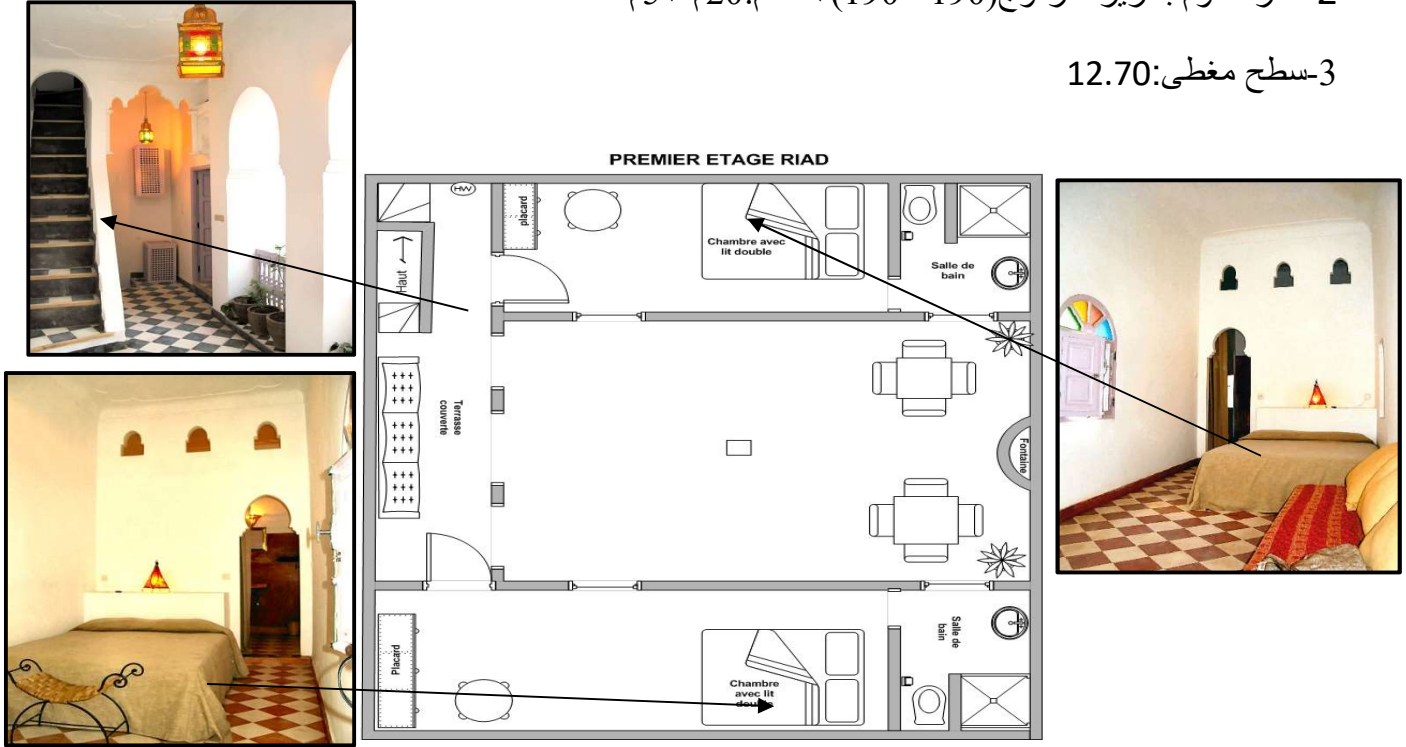 3-سطح مغطى:12.70
PREMIER ETAGE RIAD
HW
placard
Chambre avec
lit double
Salle de
bain
Haut
Terrasse
couverte
Fontaine
Placard
Chambre
avec lit
double
Salle de
bain